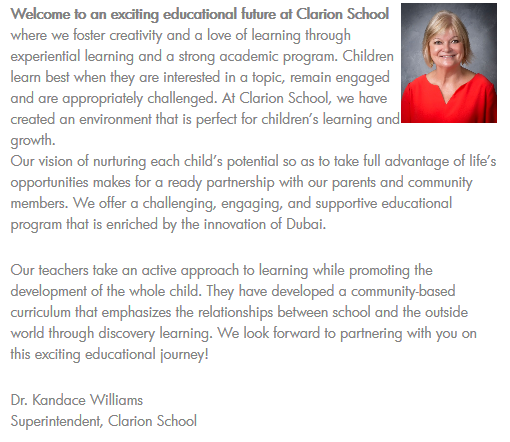 Welcome to an exciting educational future at Clarion School
where we foster creativity and a love of learning through
experiential learning and a strong academic program. Children
learn best when they are interested in a topic, remain engaged
and are appropriately challenged. At Clarion School, we have
created an environment that is perfect for children’s learning and
growth.
Our vision of nurturing each child’s potential so as to take full advantage of life’s
opportunities makes for a ready partnership with our parents and community
members. We offer a challenging, engaging, and supportive educational
program that is enriched by the innovation of Dubai.
Our teachers take an active approach to learning while promoting the
development of the whole child. They have developed a community-based
curriculum that emphasizes the relationships between school and the outside
world through discovery learning. We look forward to partnering with you on
this exciting educational journey!
Dr. Kandace Williams
Superintendent, Clarion School